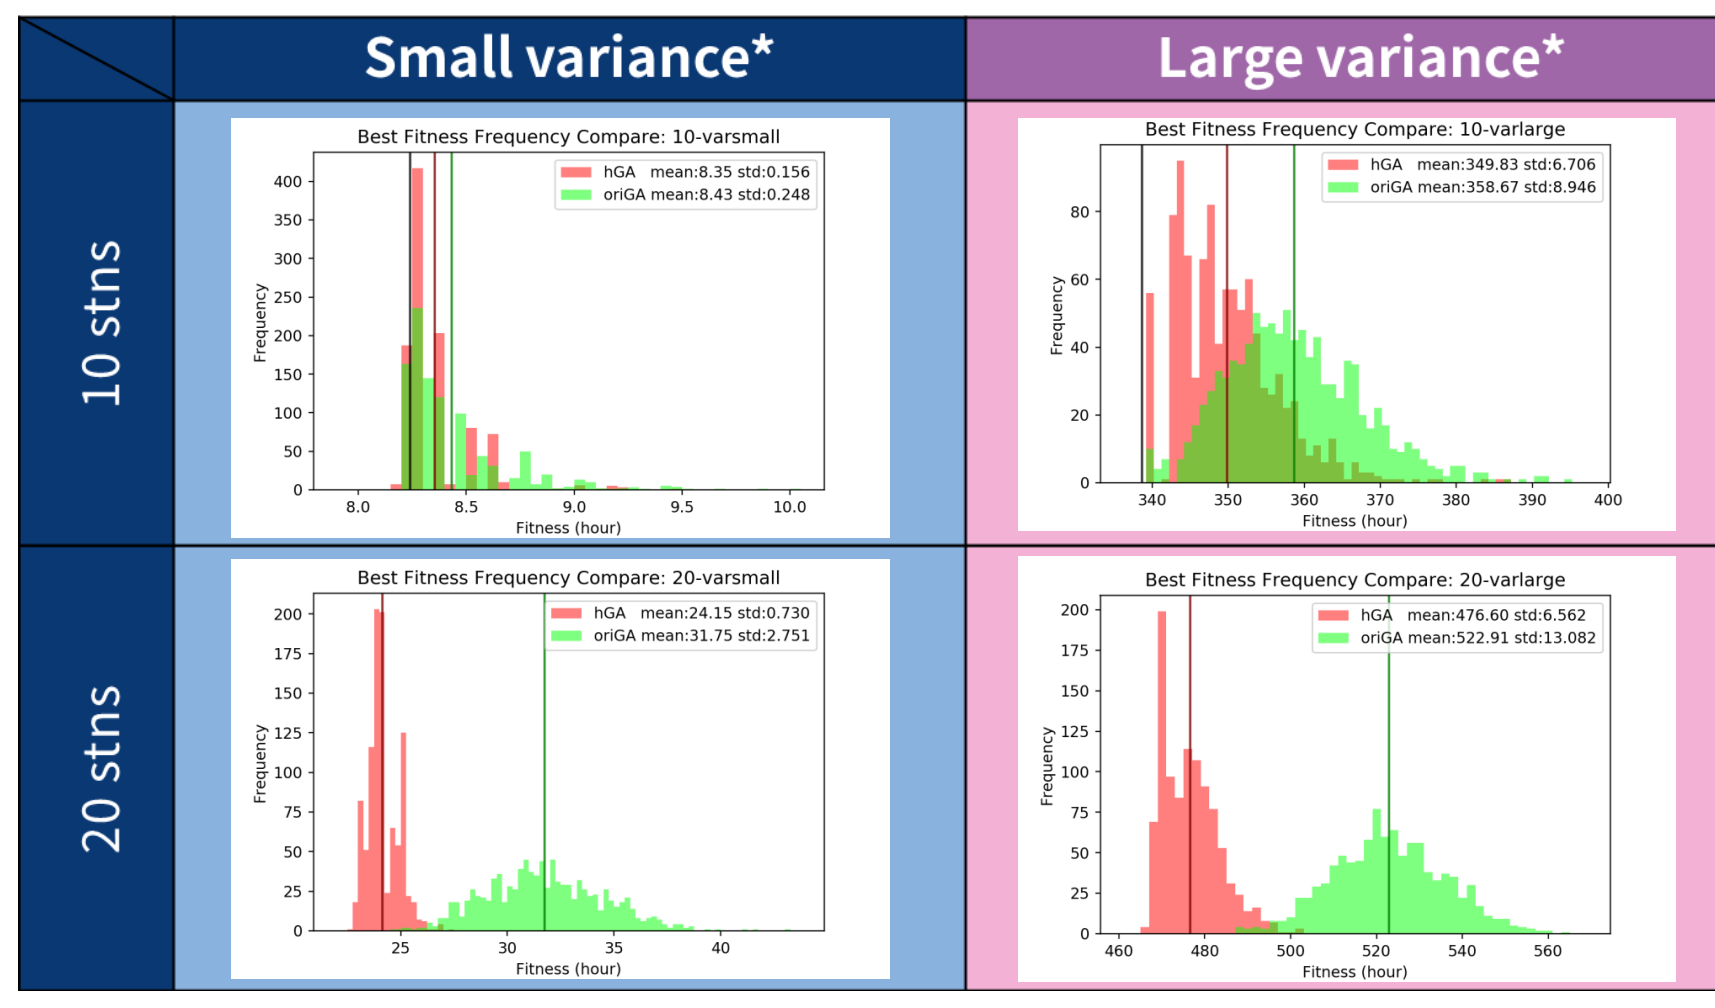 Small variance*
Large variance*
10 stns
Best Fitness Frequency Compare: 10-varsmall
hGA mean:8.35 std:0.156
oriGA mean:8.43 std:0.248
Frequency
400
350
300
250
200
150
100
50
0
8.0 8.5 9.0 9.5 10.0
Fitness (hour)
Best Fitness Frequency Compare: 10-varlarge
hGA mean:349.83 std:6.706
oriGA mean:358.67 std:8.946
Frequency
80
60
40
20
0
340 350 360 370 380 390 400
Fitness (hour)
20 stns
Best Fitness Frequency Compare: 20-varsmall
hGA mean:24.15 std:0.730
oriGA mean:31.75 std:2.751
Frequency
200
175
150
125
100
75
50
25
0
25 30 35 40
Fitness (hour)
Best Fitness Frequency Compare: 20-varlarge
hGA mean:476.60 std:6.562
oriGA mean:522.91 std:13.082
Frequency
200
175
150
125
100
75
50
25
0
460 480 500 520 540 560
Fitness (hour)